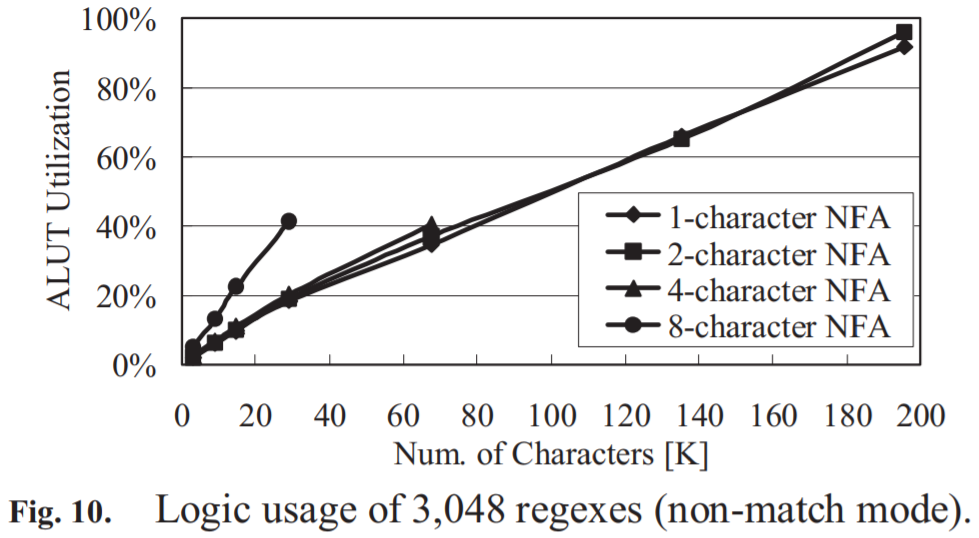 100%
80%
60%
40%
20%
0%
ALUT Utilization
1-character NFA
2-character NFA
4-character NFA
8-character NFA
0 20 40 60 80 100 120 140 160 180 200
Num. of Characters [K]
Fig. 10. Logic usage of 3,048 regexes (non-match mode).